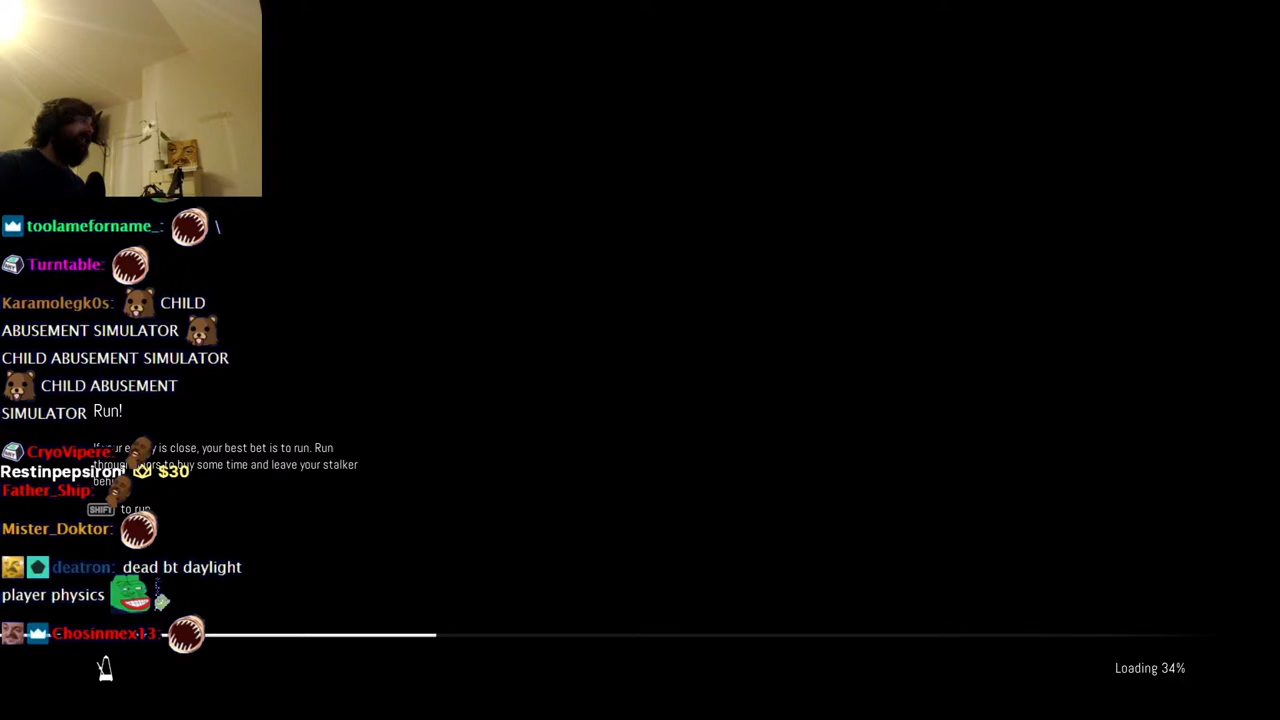 toolameforname_: \
Turntable:
Karamolegk0s: CHILD
ABUSEMENT SIMULATOR
CHILD ABUSEMENT SIMULATOR
CHILD ABUSEMENT
SIMULATOR
Run!
is close, your best bet is to run. Run
CryoVipere:
to buy some time and leave your stalker
Restinpepsiron: $30
Father_Ship:
SHIFT to run
Mister_Doktor:
deatron: dead bt daylight
player physics
Chosinmex13:
Loading 34%